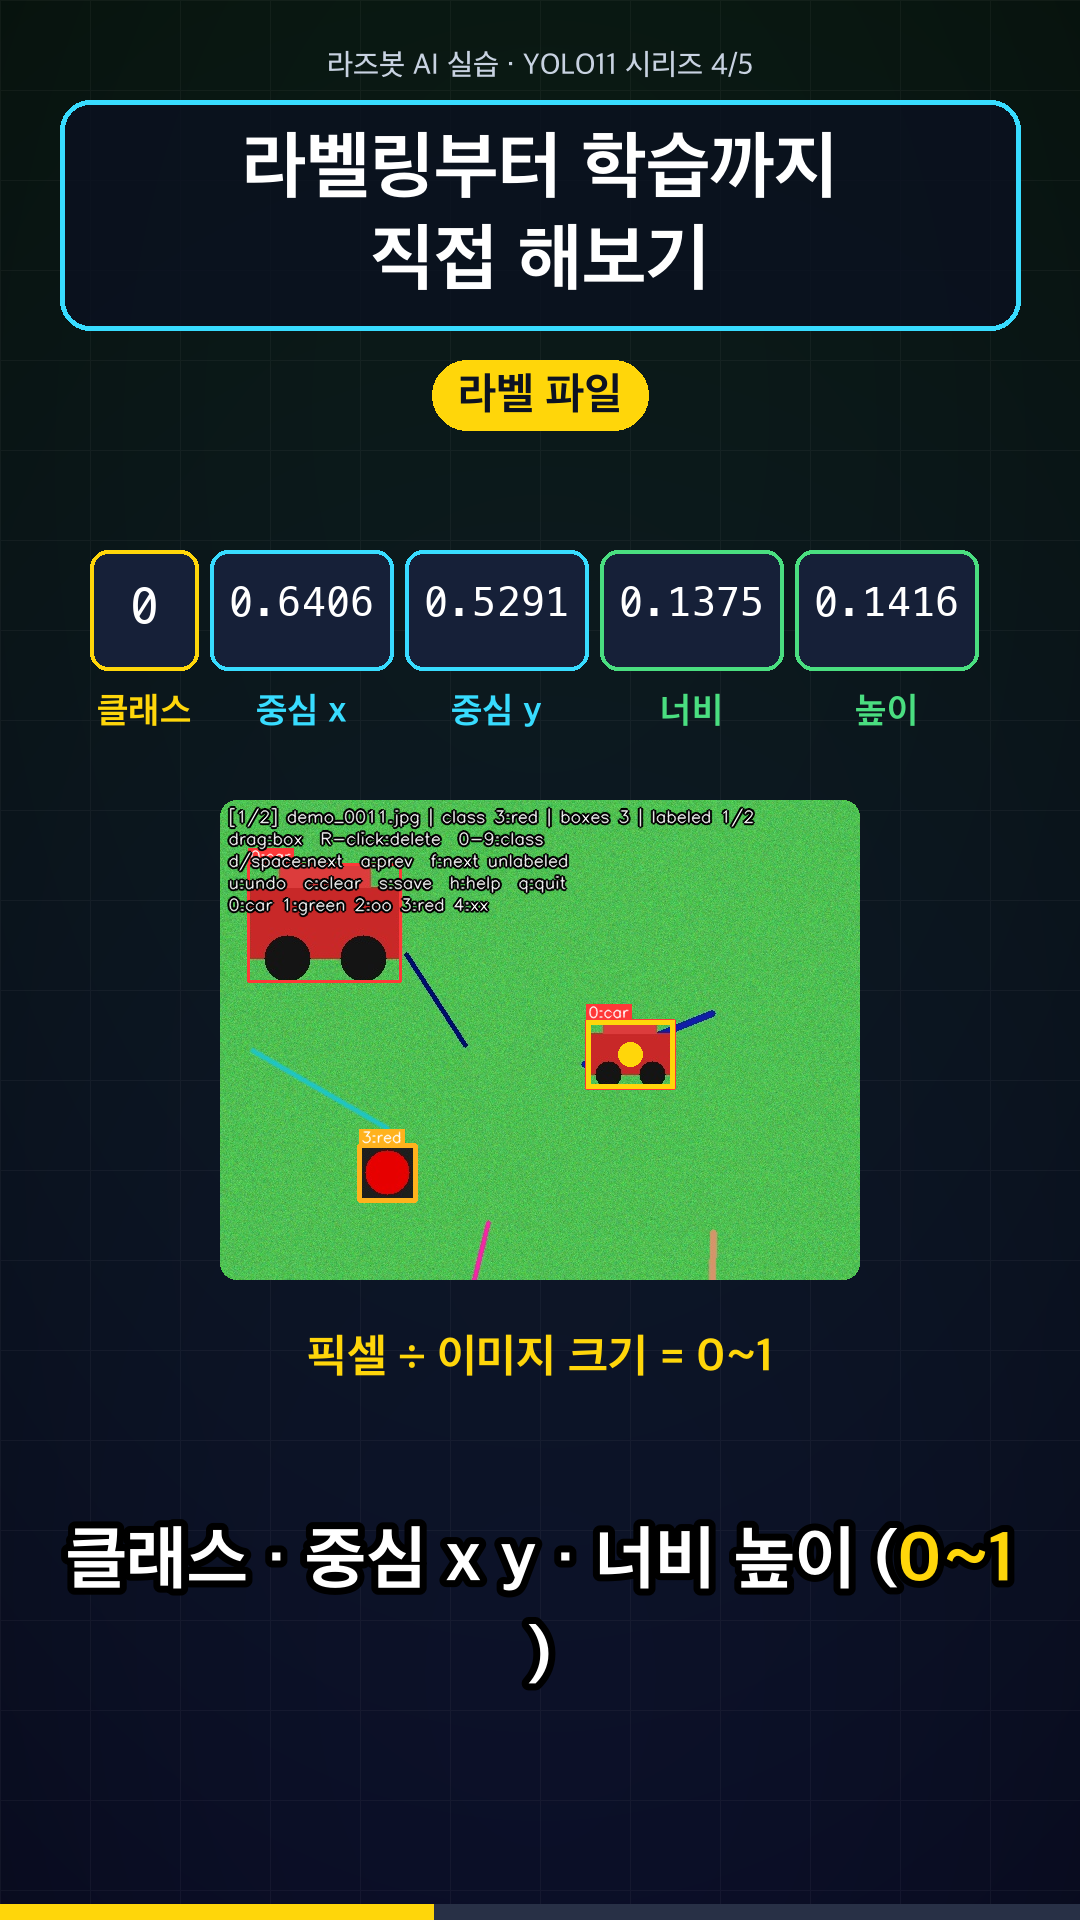 라즈봇 AI 실습 · YOLO11 시리즈 4/5
라벨링부터 학습까지
직접 해보기
라벨 파일
0 0.6406 0.5291 0.1375 0.1416
클래스 중심 x 중심 y 너비 높이
[1/2] demo_0011.jpg | class 3:red | boxes 3 | labeled 1/2
drag:box R-click:delete 0-9:class
d/space:next a:prev f:next unlabeled
u:undo c:clear s:save h:help q:quit
0:car 1:green 2:oo 3:red 4:xx
0:car
3:red
픽셀 ÷ 이미지 크기 = 0~1
클래스 · 중심 x y · 너비 높이 (0~1
)